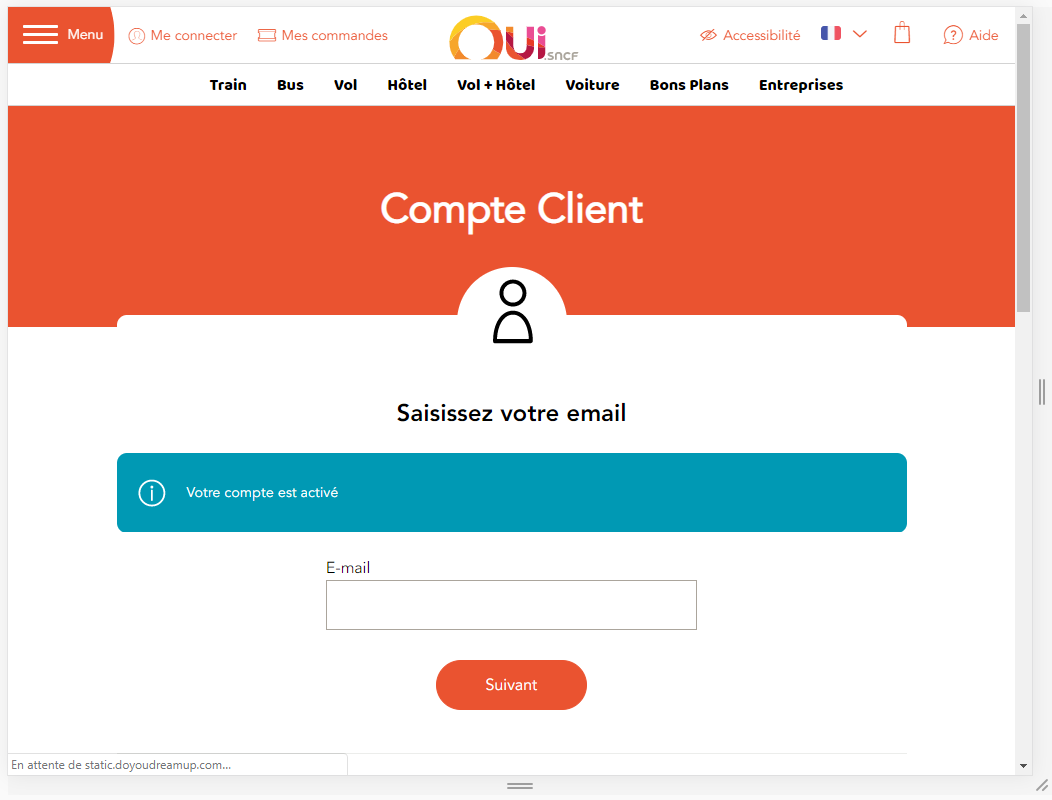 Menu Me connecter Mes commandes OUi.sncf Accessibilité Aide
Train Bus Vol Hôtel Vol + Hôtel Voiture Bons Plans Entreprises
Compte Client
Saisissez votre email
Votre compte est activé
E-mail
Suivant
En attente de static.doyoudreamup.com...